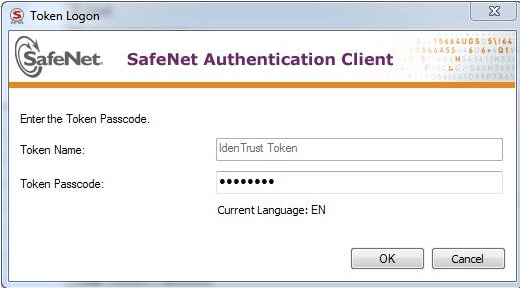 Token Logon
SafeNet.
SafeNet Authentication Client
Enter the Token Passcode.
Token Name:
IdenTrust Token
Token Passcode:
••••••••
Current Language: EN
OK
Cancel